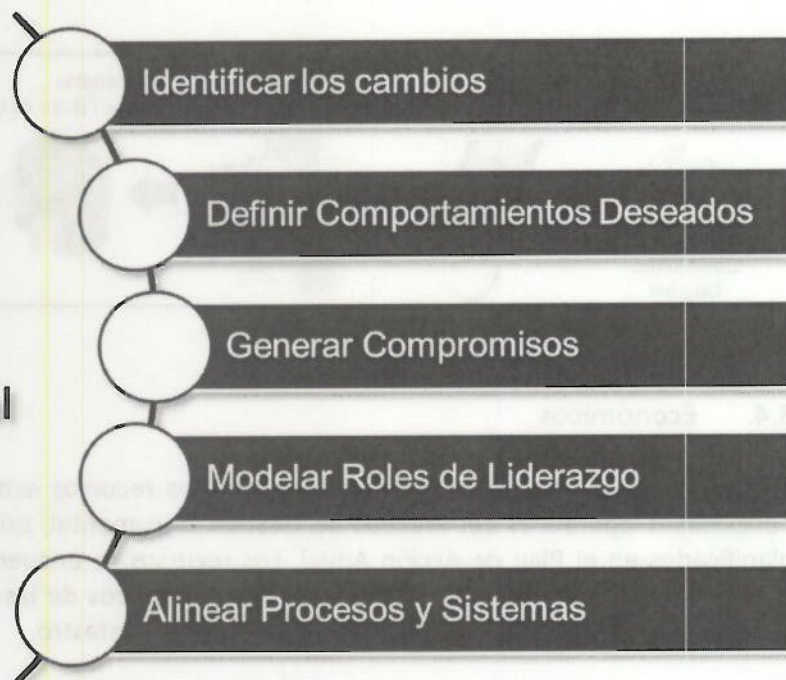 Identificar los cambios
Definir Comportamientos Deseados
Generar Compromisos
Modelar Roles de Liderazgo
Alinear Procesos y Sistemas